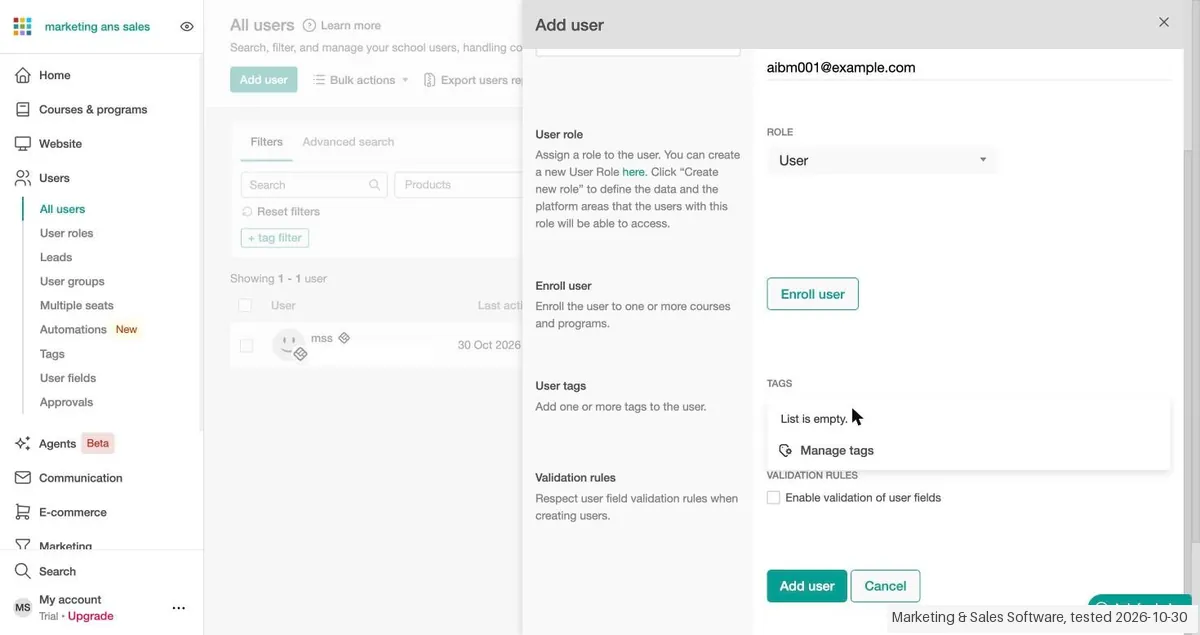 marketing ans sales
Home
Courses & programs
Website
Users
All users
User roles
Leads
User groups
Multiple seats
Automations New
Tags
User fields
Approvals
Agents Beta
Communication
E-commerce
Marketing
Search
MS
My account
Trial • Upgrade
All users ? Learn more
Search, filter, and manage your school users, handling co
Add user
Bulk actions
Export users re
Filters
Advanced search
Search
Products
Reset filters
+ tag filter
Showing 1 - 1 user
User
Last acti
mss
30 Oct 2026
Add user
aibm001@example.com
User role
Assign a role to the user. You can create
a new User Role here. Click “Create
new role” to define the data and the
platform areas that the users with this
role will be able to access.
ROLE
User
Enroll user
Enroll the user to one or more courses
and programs.
Enroll user
User tags
Add one or more tags to the user.
TAGS
List is empty.
Manage tags
Validation rules
Respect user field validation rules when
creating users.
VALIDATION RULES
Enable validation of user fields
Add user
Cancel
Marketing & Sales Software, tested 2026-10-30